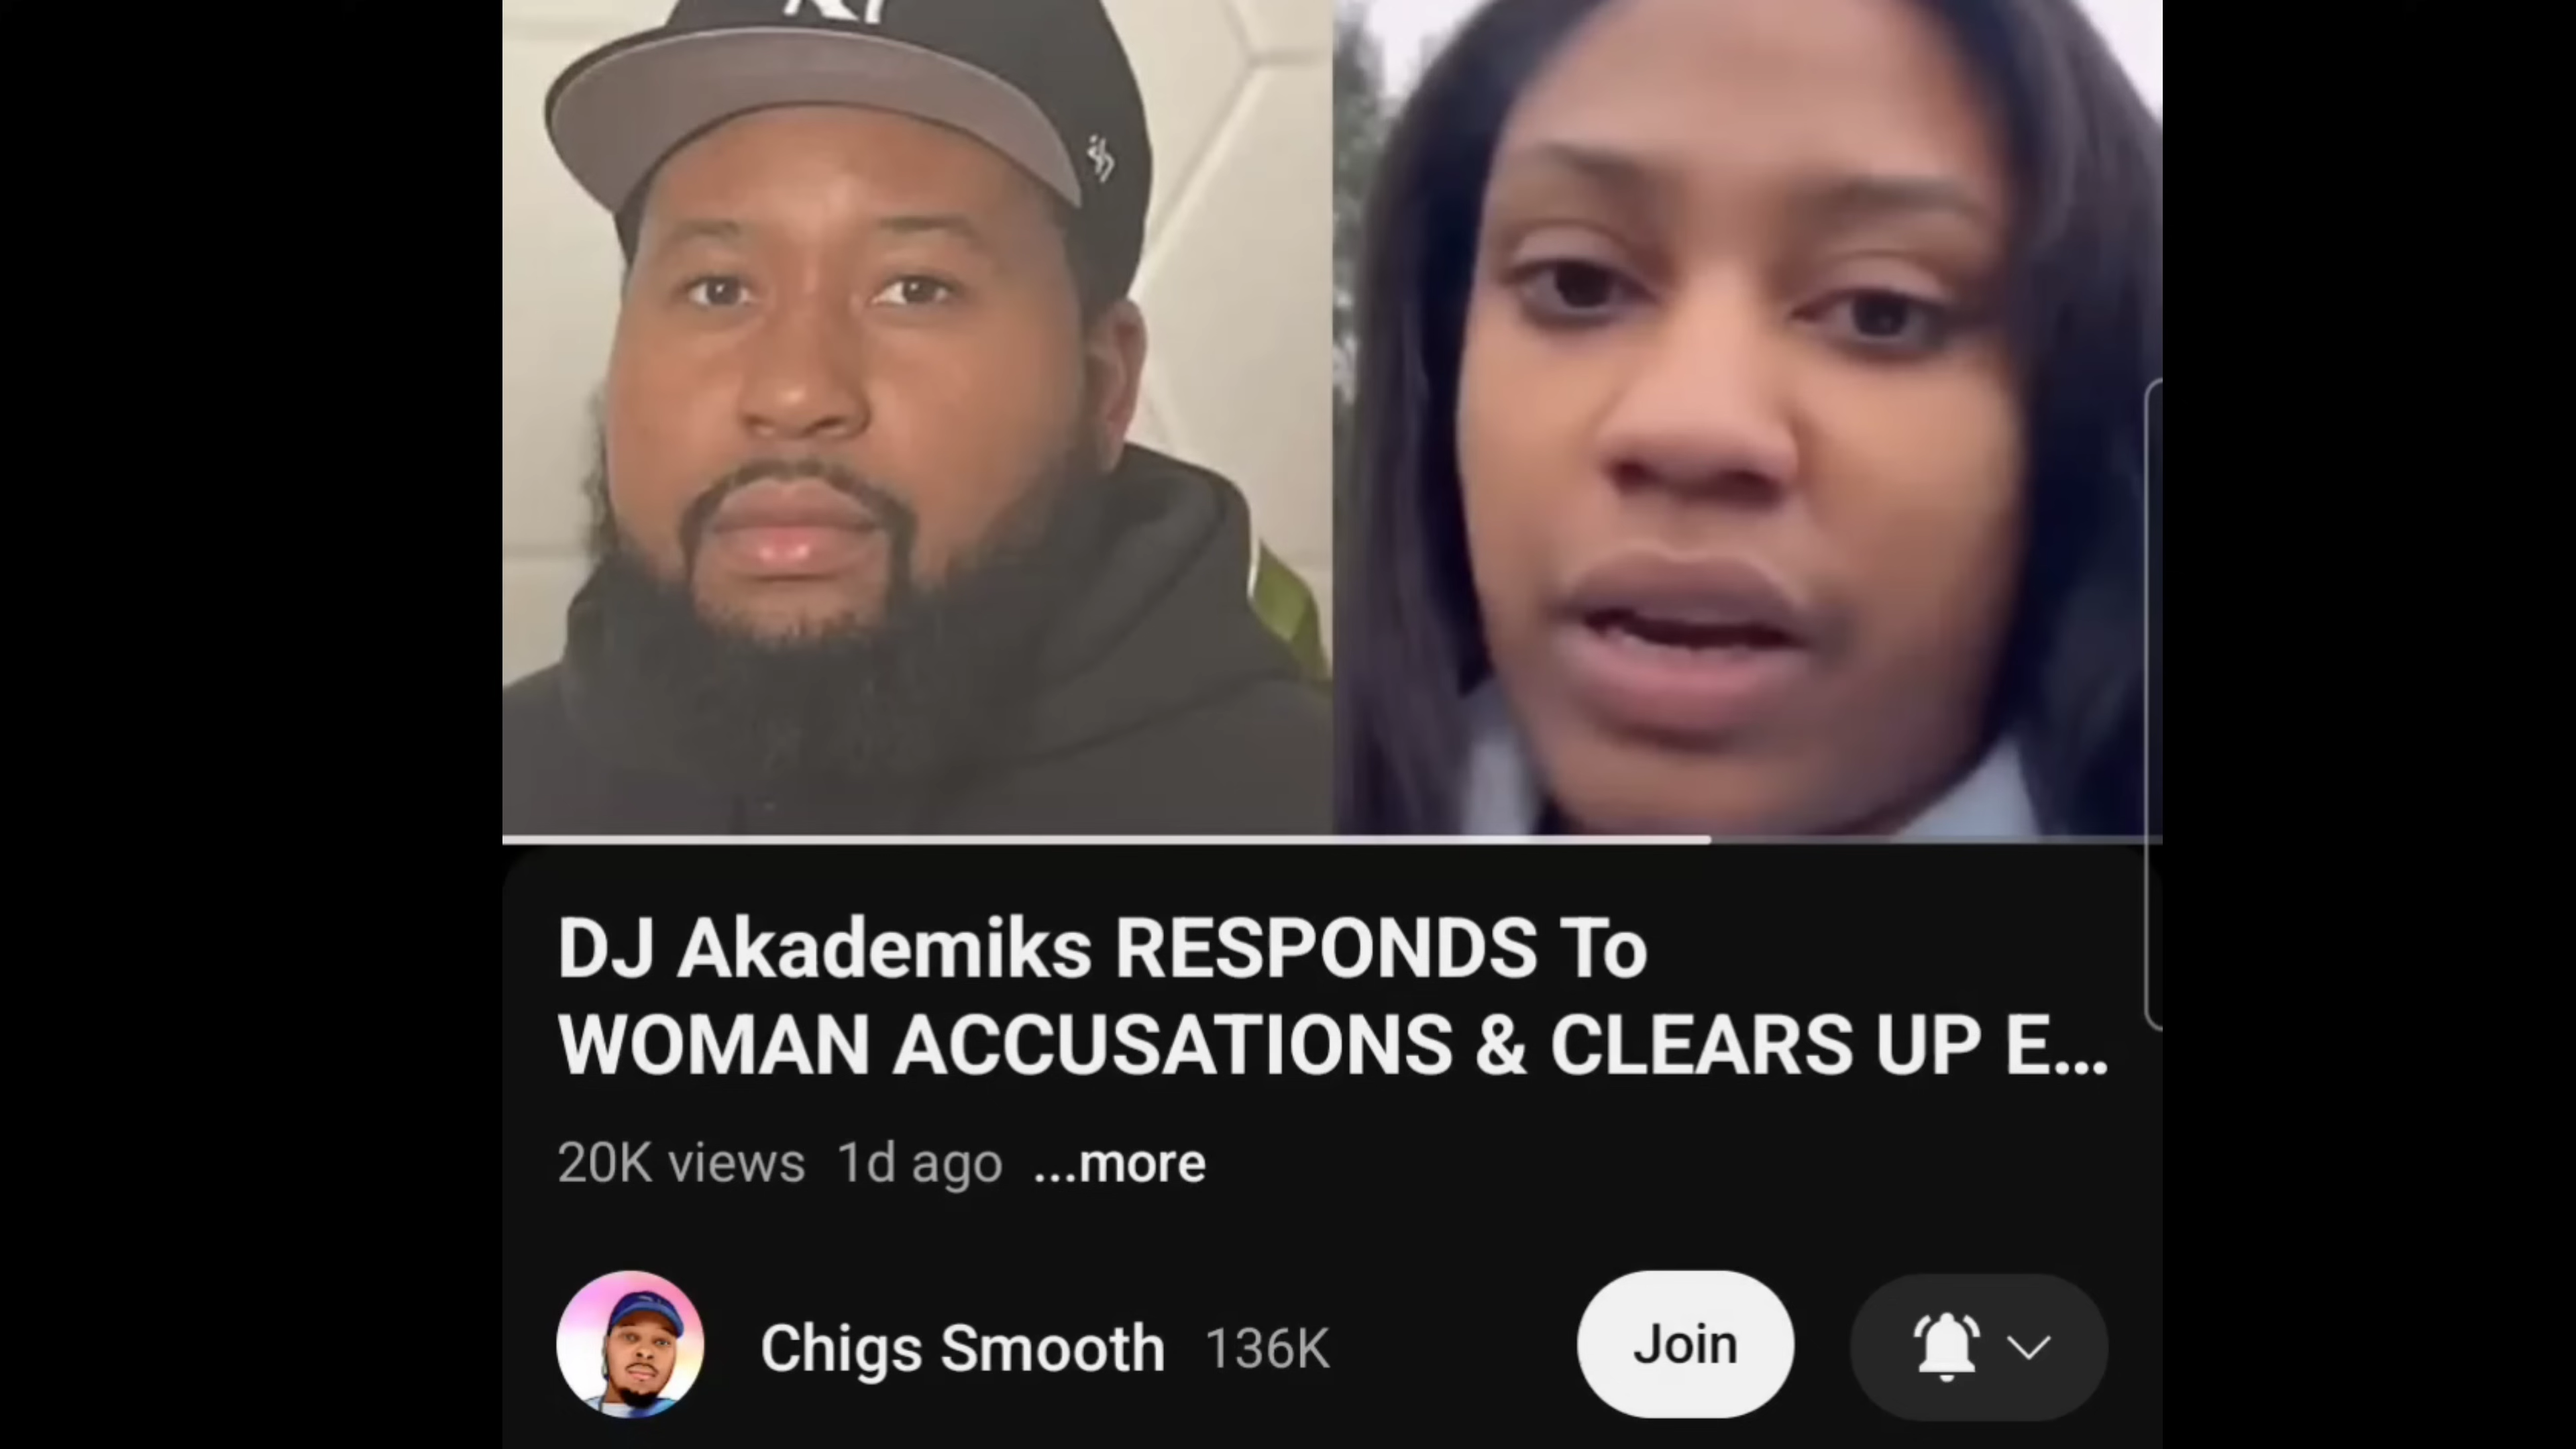 DJ Akademiks RESPONDS To
WOMAN ACCUSATIONS & CLEARS UP E...
20K views 1d ago ...more
Chigs Smooth 136K
Join